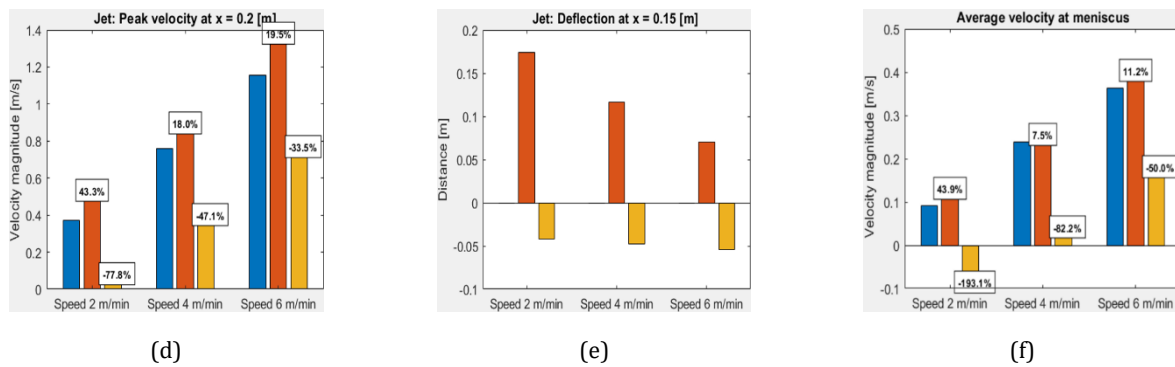 Jet: Peak velocity at x = 0.2 [m]
Velocity magnitude [m/s]
1.4
1.2
1
0.8
0.6
0.4
0.2
0
43.3%
-77.8%
18.0%
-47.1%
19.5%
-33.5%
Speed 2 m/min
Speed 4 m/min
Speed 6 m/min
(d)
Jet: Deflection at x = 0.15 [m]
Distance [m]
0.2
0.15
0.1
0.05
0
-0.05
-0.1
Speed 2 m/min
Speed 4 m/min
Speed 6 m/min
(e)
Average velocity at meniscus
Velocity magnitude [m/s]
0.5
0.4
0.3
0.2
0.1
0
-0.1
43.9%
-193.1%
7.5%
-82.2%
11.2%
-50.0%
Speed 2 m/min
Speed 4 m/min
Speed 6 m/min
(f)